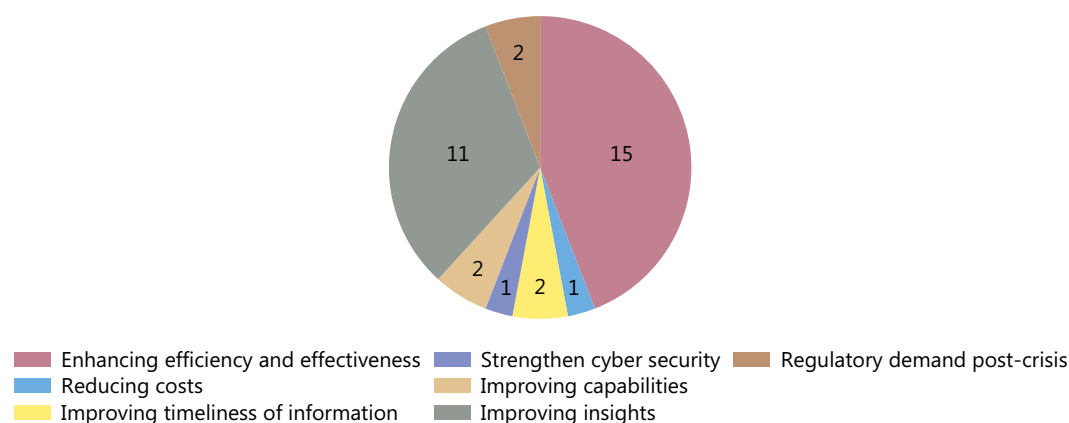 2
11
15
2
1
2
1
Enhancing efficiency and effectiveness
Strengthen cyber security
Regulatory demand post-crisis
Reducing costs
Improving capabilities
Improving timeliness of information
Improving insights